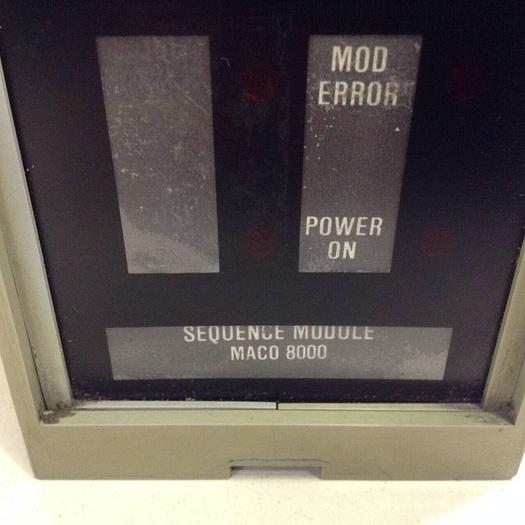 MOD
ERROR
POWER
ON
SEQUENCE MODULE
MACO 8000